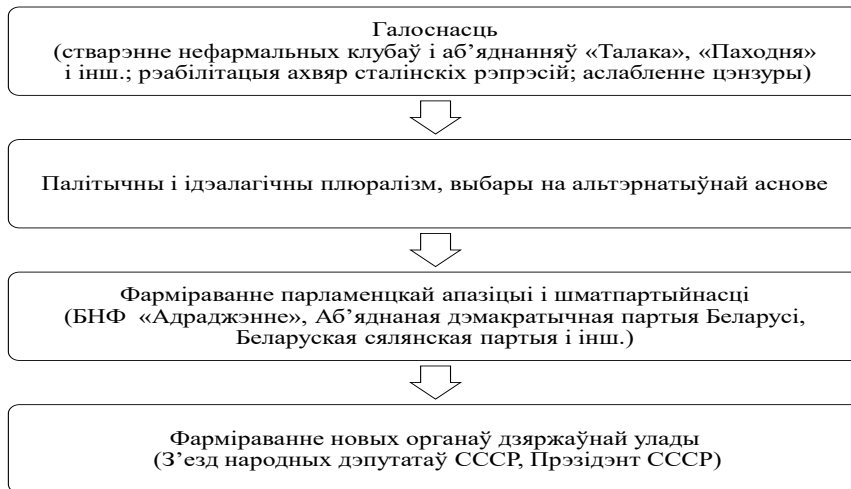 Галоснасць
(стварэнне нефармальных клубаў і аб’яднанняў «Талака», «Паходня»
і інш.; рэабілітацыя ахвяр сталінскіх рэпрэсій; аслабленне цэнзуры)
Палітычны і ідэалагічны плюралізм, выбары на альтэрнатыўнай аснове
Фарміраванне парламенцкай апазіцыі і шматпартыйнасці
(БНФ «Адраджэнне», Аб’яднаная дэмакратычная партыя Беларусі,
Беларуская сялянская партыя і інш.)
Фарміраванне новых органаў дзяржаўнай улады
(З’езд народных дэпутатаў СССР, Прэзідэнт СССР)